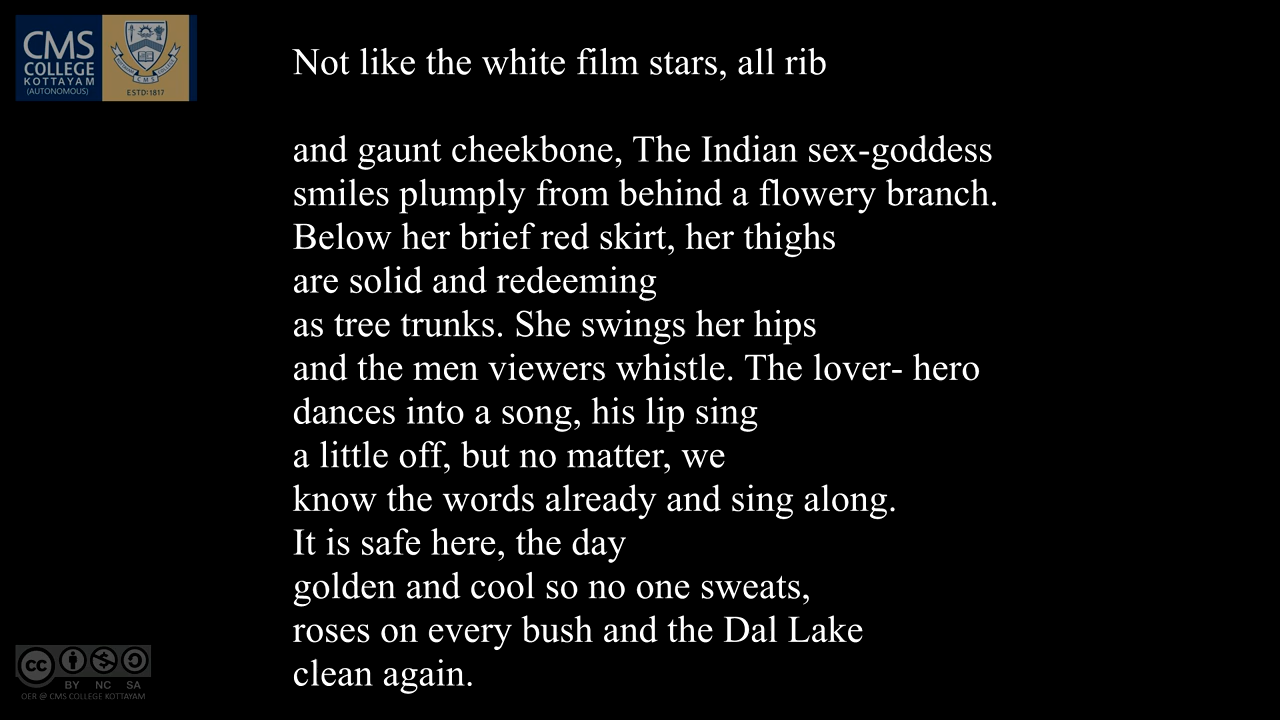 CMS
COLLEGE
KOTTAYAM
(AUTONOMOUS)
ESTD:1817
Not like the white film stars, all rib
and gaunt cheekbone, The Indian sex-goddess
smiles plumply from behind a flowery branch.
Below her brief red skirt, her thighs
are solid and redeeming
as tree trunks. She swings her hips
and the men viewers whistle. The lover- hero
dances into a song, his lip sing
a little off, but no matter, we
know the words already and sing along.
It is safe here, the day
golden and cool so no one sweats,
roses on every bush and the Dal Lake
clean again.
cc
BY NC SA
OER @ CMS COLLEGE KOTTAYAM